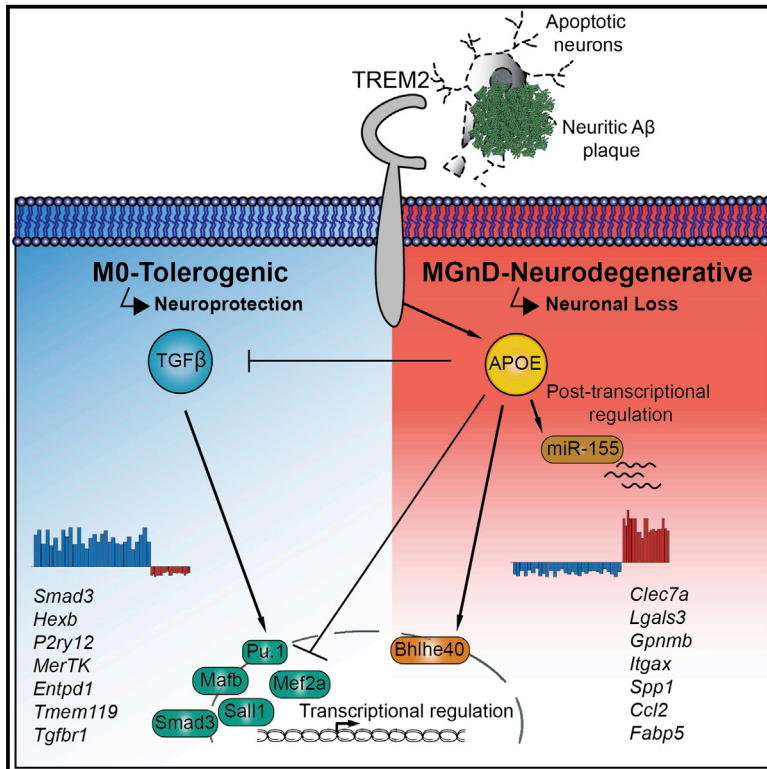 Apoptotic
neurons
TREM2
Neuritic Aβ
plaque
M0-Tolerogenic
Neuroprotection
MGnD-Neurodegenerative
Neuronal Loss
TGFβ
APOE
Post-transcriptional
regulation
miR-155
Smad3
Hexb
P2ry12
MerTK
Entpd1
Tmem119
Tgfbr1
Pu.1
Mafb
Mef2a
Sall1
Smad3
Bhlhe40
Transcriptional regulation
Clec7a
Lgals3
Gpnmb
Itgax
Spp1
Ccl2
Fabp5